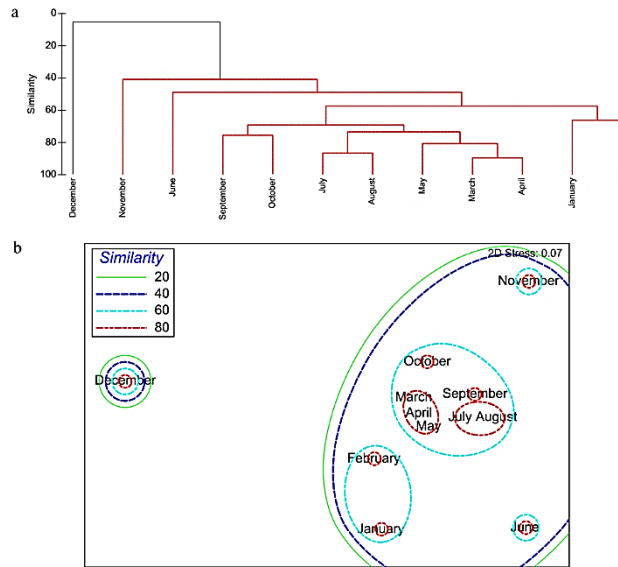 a
0
20
40
60
80
100
Similarity
December
November
June
September
October
July
August
May
March
April
January
b
Similarity
20
40
60
80
2D Stress: 0.07
November
December
October
March
September
April
July August
May
February
January
June